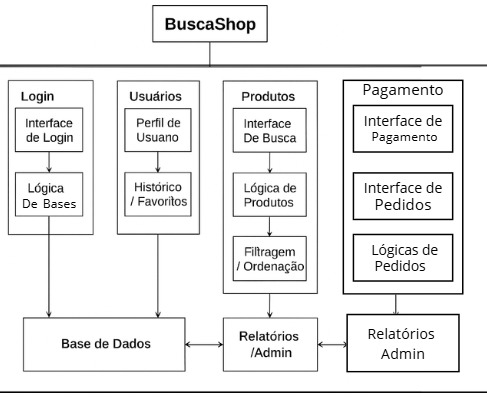 BuscaShop
Login
Interface
de Login
Lógica
De Bases
Usuários
Perfil de
Usuano
Histórico
/ Favorítos
Produtos
Interface
De Busca
Lógica de
Produtos
Filtragem
/ Ordenação
Pagamento
Interface de
Pagamento
Interface de
Pedidos
Lógicas de
Pedidos
Base de Dados
Relatórios
/Admin
Relatórios
Admin